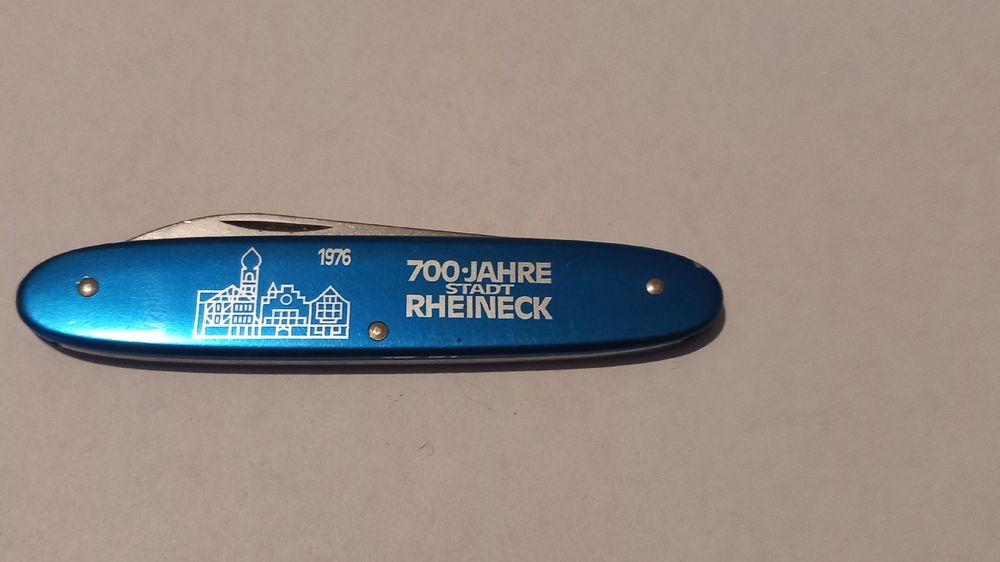 1976
700·JAHRE
STADT
RHEINECK